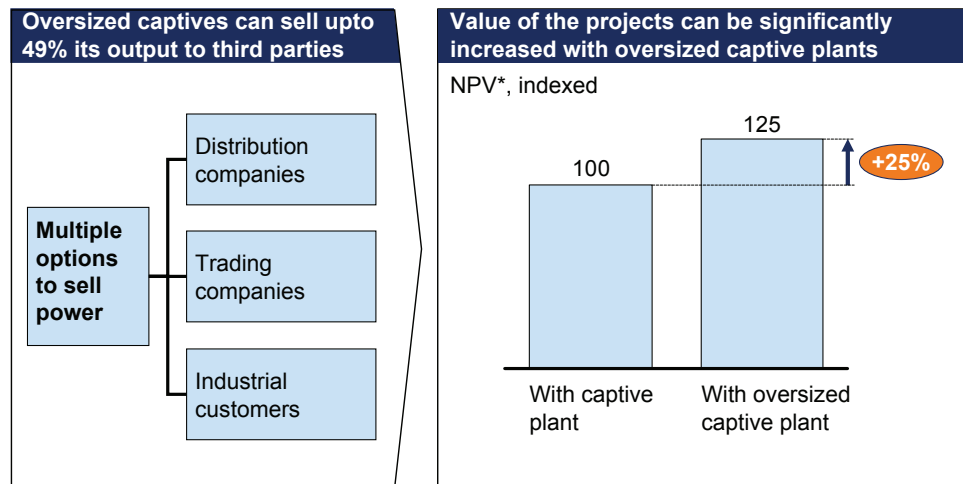 Oversized captives can sell upto
49% its output to third parties
Multiple
options
to sell
power
Distribution
companies
Trading
companies
Industrial
customers
Value of the projects can be significantly
increased with oversized captive plants
NPV*, indexed
100
125
+25%
With captive
plant
With oversized
captive plant